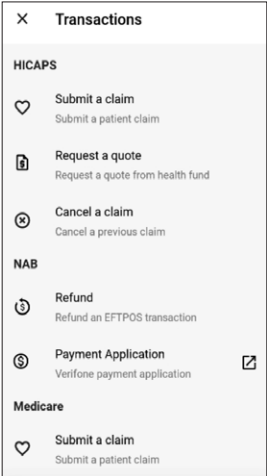 Transactions
HICAPS
Submit a claim
Submit a patient claim
Request a quote
Request a quote from health fund
Cancel a claim
Cancel a previous claim
NAB
Refund
Refund an EFTPOS transaction
Payment Application
Verifone payment application
Medicare
Submit a claim
Submit a patient claim